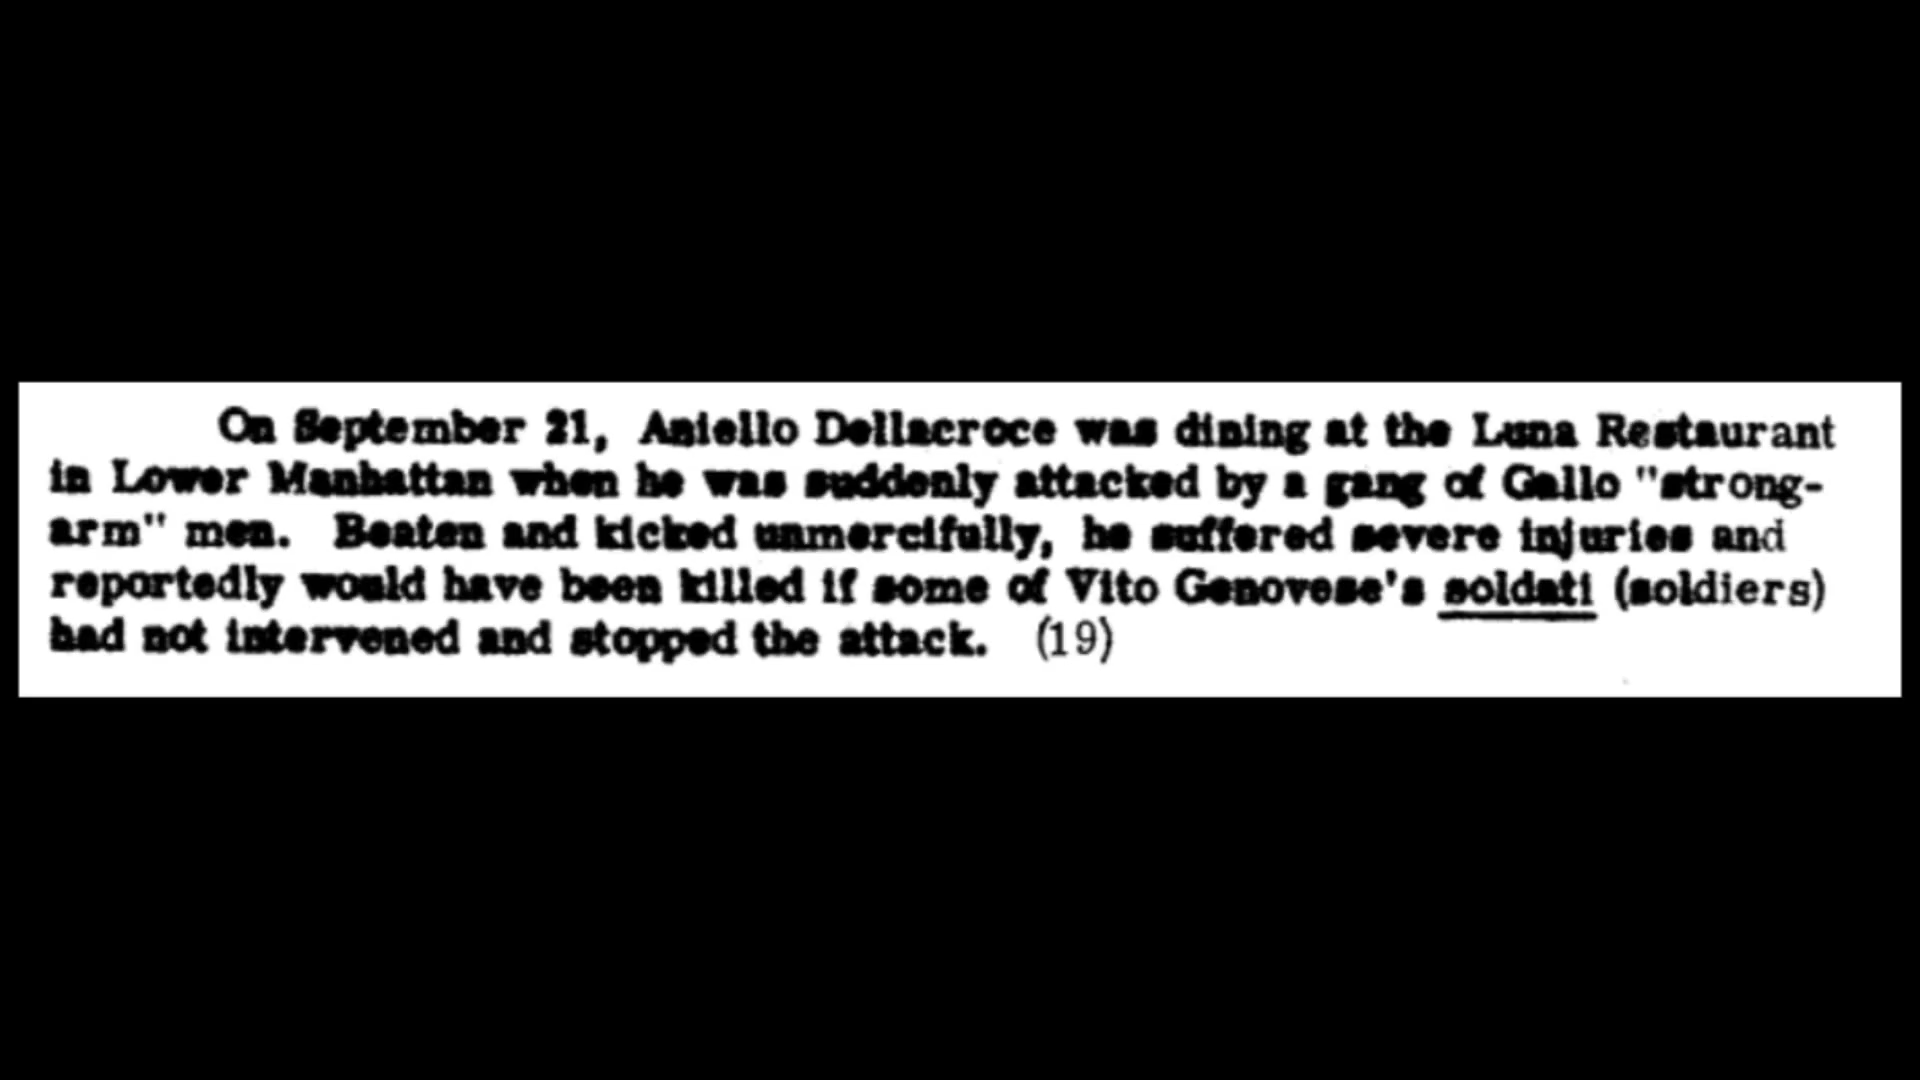 On September 21, Aniello Dellacroce was dining at the Luna Restaurant
in Lower Manhattan when he was suddenly attacked by a gang of Gallo "strong-
arm" men. Beaten and kicked unmercifully, he suffered severe injuries and
reportedly would have been killed if some of Vito Genovese's soldati (soldiers)
had not intervened and stopped the attack. (19)